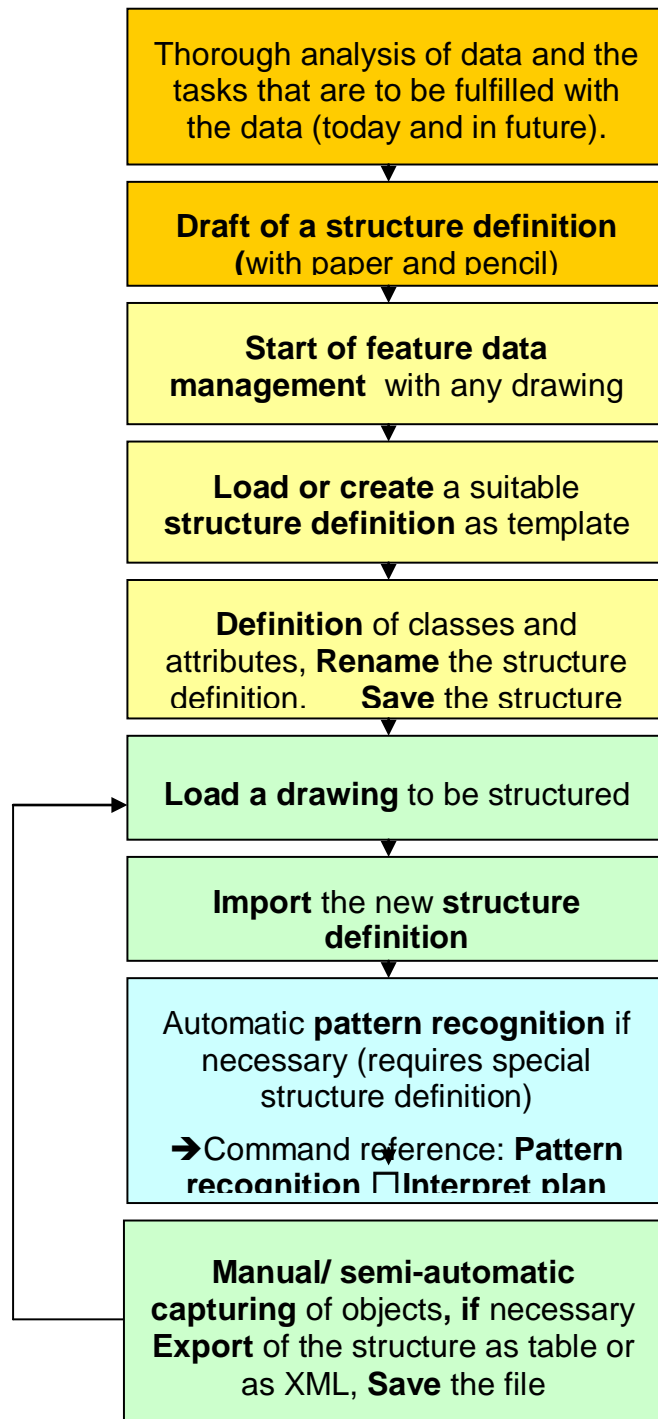 Thorough analysis of data and the
tasks that are to be fulfilled with
the data (today and in future).
Draft of a structure definition
(with paper and pencil)
Start of feature data
management with any drawing
Load or create a suitable
structure definition as template
Definition of classes and
attributes, Rename the structure
definition. Save the structure
Load a drawing to be structured
Import the new structure
definition
Automatic pattern recognition if
necessary (requires special
structure definition)
➔Command reference: Pattern
recognition □Interpret plan
Manual/ semi-automatic
capturing of objects, if necessary
Export of the structure as table or
as XML, Save the file